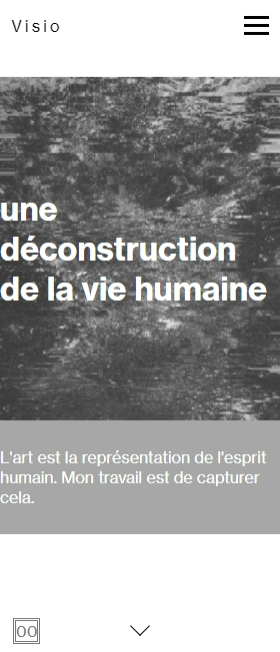 Visio
une
déconstruction
de la vie humaine
L'art est la représentation de l'esprit
humain. Mon travail est de capturer
cela.
00